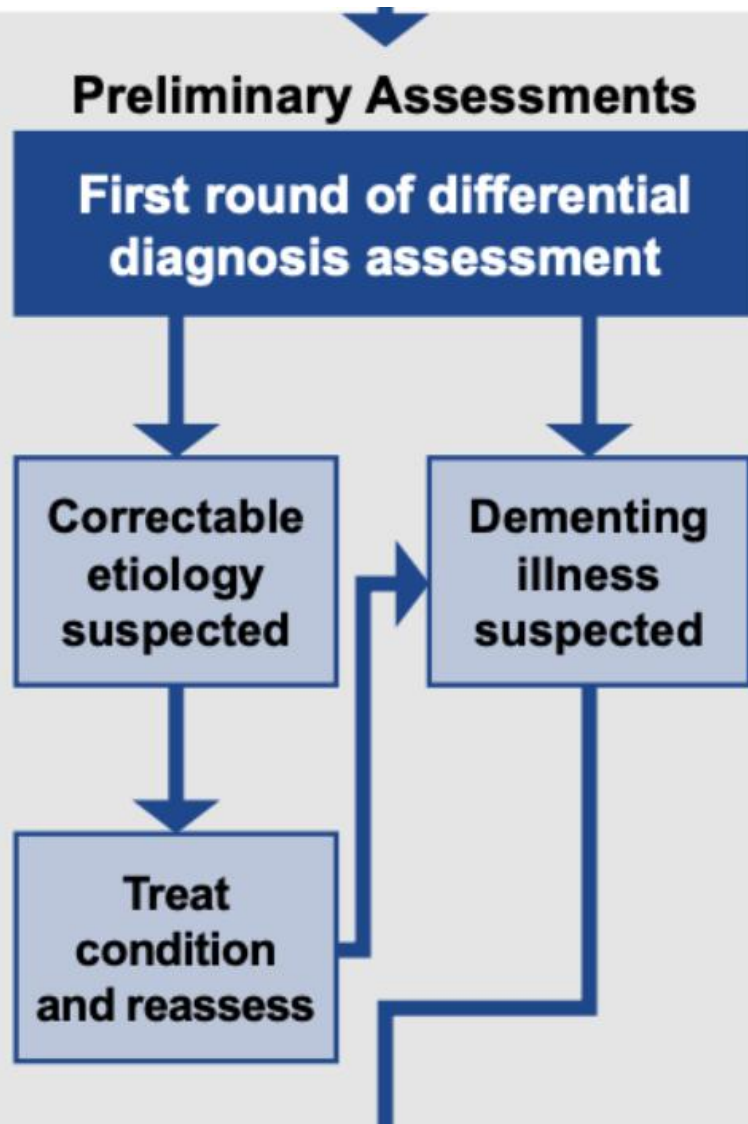 Preliminary Assessments
First round of differential
diagnosis assessment
Correctable
etiology
suspected
Dementing
illness
suspected
Treat
condition
and reassess